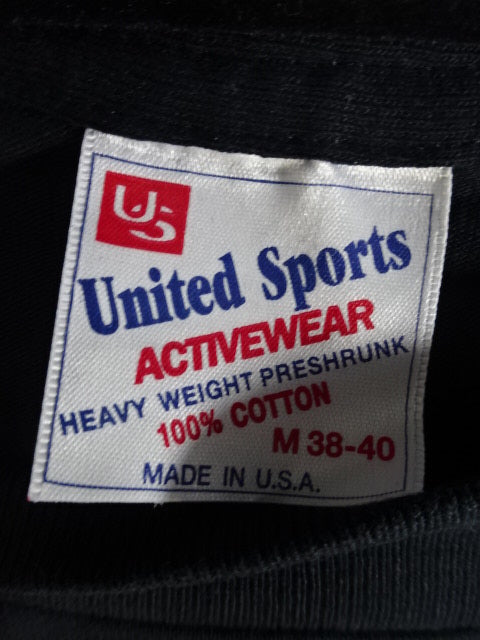 US
United Sports
ACTIVEWEAR
HEAVY WEIGHT PRESHRUNK
100% COTTON
M 38-40
MADE IN U.S.A.